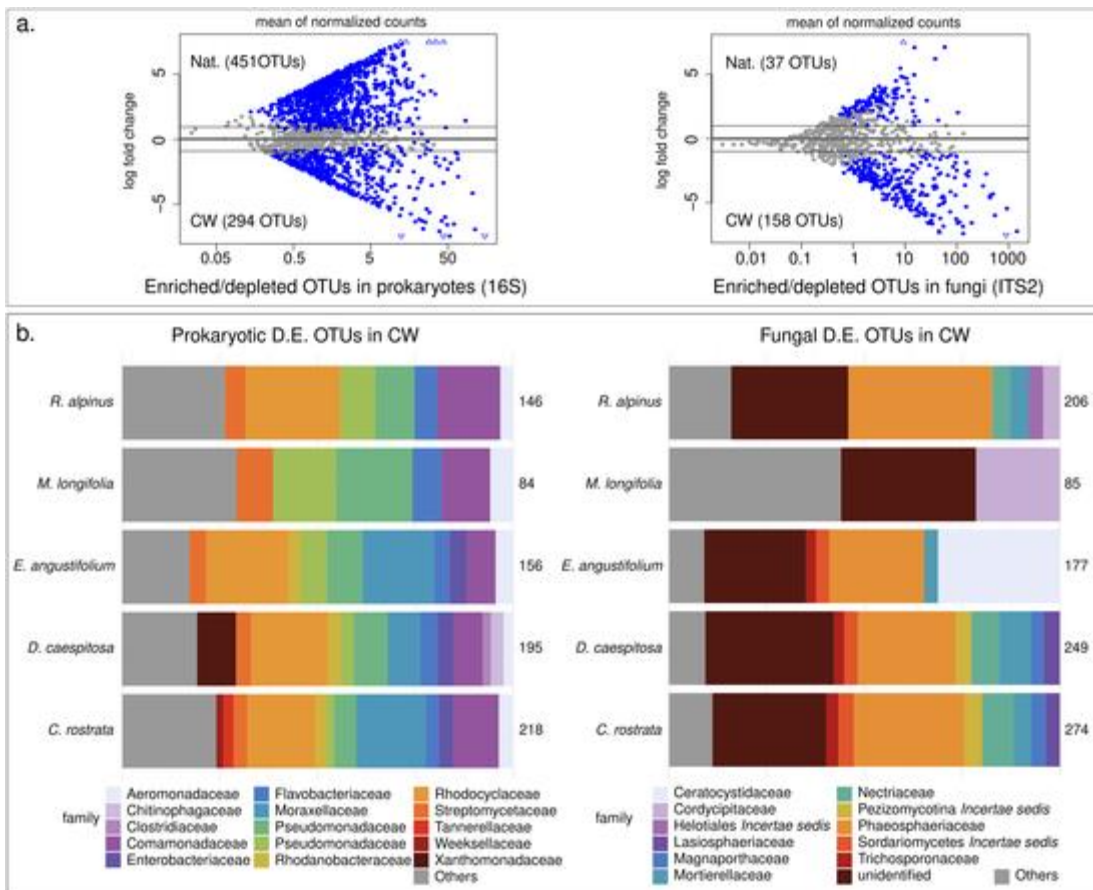 a.
mean of normalized counts
mean of normalized counts
Nat. (451OTUs)
Nat. (37 OTUs)
log fold change
log fold change
5
0
−5
5
0
−5
CW (294 OTUs)
CW (158 OTUs)
0.05 0.5 5 50
0.01 0.1 1 10 100 1000
Enriched/depleted OTUs in prokaryotes (16S)
Enriched/depleted OTUs in fungi (ITS2)
b.
Prokaryotic D.E. OTUs in CW
Fungal D.E. OTUs in CW
R. alpinus 146
M. longifolia 84
E. angustifolium 156
D. caespitosa 195
C. rostrata 218
R. alpinus 206
M. longifolia 85
E. angustifolium 177
D. caespitosa 249
C. rostrata 274
family
Aeromonadaceae
Chitinophagaceae
Clostridiaceae
Comamonadaceae
Enterobacteriaceae
Flavobacteriaceae
Moraxellaceae
Pseudomonadaceae
Pseudomonadaceae
Rhodanobacteraceae
Rhodocyclaceae
Streptomycetaceae
Tannerellaceae
Weeksellaceae
Xanthomonadaceae
Others
family
Ceratocystidaceae
Cordycipitaceae
Helotiales Incertae sedis
Lasiosphaeriaceae
Magnaporthaceae
Mortierellaceae
Nectriaceae
Pezizomycotina Incertae sedis
Phaeosphaeriaceae
Sordariomycetes Incertae sedis
Trichosporonaceae
unidentified
Others